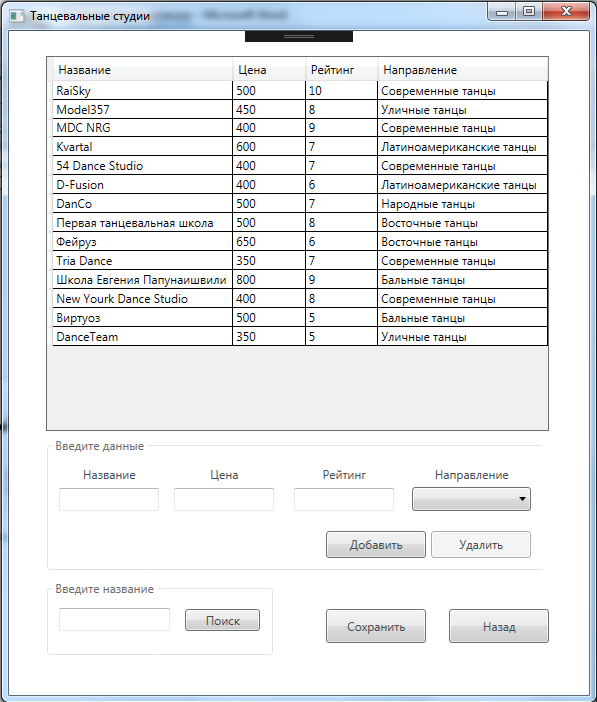 Танцевальные студии
Название Цена Рейтинг Направление
RaiSky 500 10 Современные танцы
Model357 450 8 Уличные танцы
MDC NRG 400 9 Современные танцы
Kvartal 600 7 Латиноамериканские танцы
54 Dance Studio 400 7 Современные танцы
D-Fusion 400 6 Латиноамериканские танцы
DanCo 500 7 Народные танцы
Первая танцевальная школа 500 8 Восточные танцы
Фейруз 650 6 Восточные танцы
Tria Dance 350 7 Современные танцы
Школа Евгения Папунаишвили 800 9 Бальные танцы
New Yourk Dance Studio 400 8 Современные танцы
Виртуоз 500 5 Бальные танцы
DanceTeam 350 5 Уличные танцы
Введите данные
Название Цена Рейтинг Направление
Добавить Удалить
Введите название
Поиск Сохранить Назад